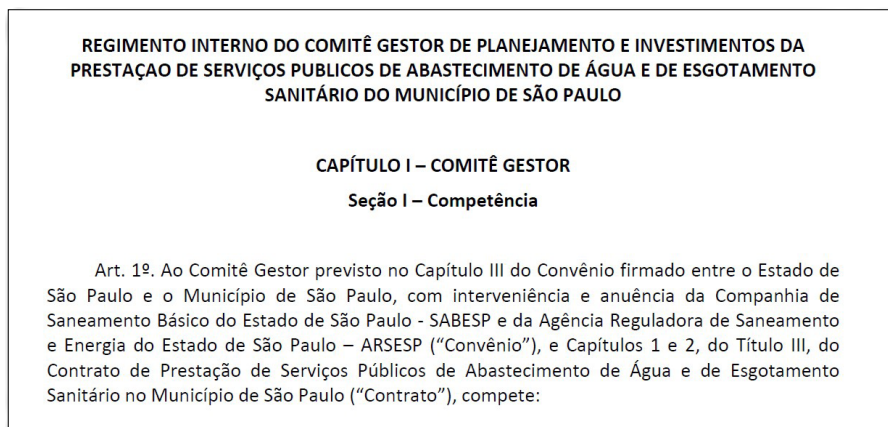 REGIMENTO INTERNO DO COMITÊ GESTOR DE PLANEJAMENTO E INVESTIMENTOS DA
PRESTAÇAO DE SERVIÇOS PUBLICOS DE ABASTECIMENTO DE ÁGUA E DE ESGOTAMENTO
SANITÁRIO DO MUNICÍPIO DE SÃO PAULO
CAPÍTULO I – COMITÊ GESTOR
Seção I – Competência
Art. 1º. Ao Comitê Gestor previsto no Capítulo III do Convênio firmado entre o Estado de
São Paulo e o Município de São Paulo, com interveniência e anuência da Companhia de
Saneamento Básico do Estado de São Paulo - SABESP e da Agência Reguladora de Saneamento
e Energia do Estado de São Paulo – ARSESP (“Convênio”), e Capítulos 1 e 2, do Título III, do
Contrato de Prestação de Serviços Públicos de Abastecimento de Água e de Esgotamento
Sanitário no Município de São Paulo (“Contrato”), compete: